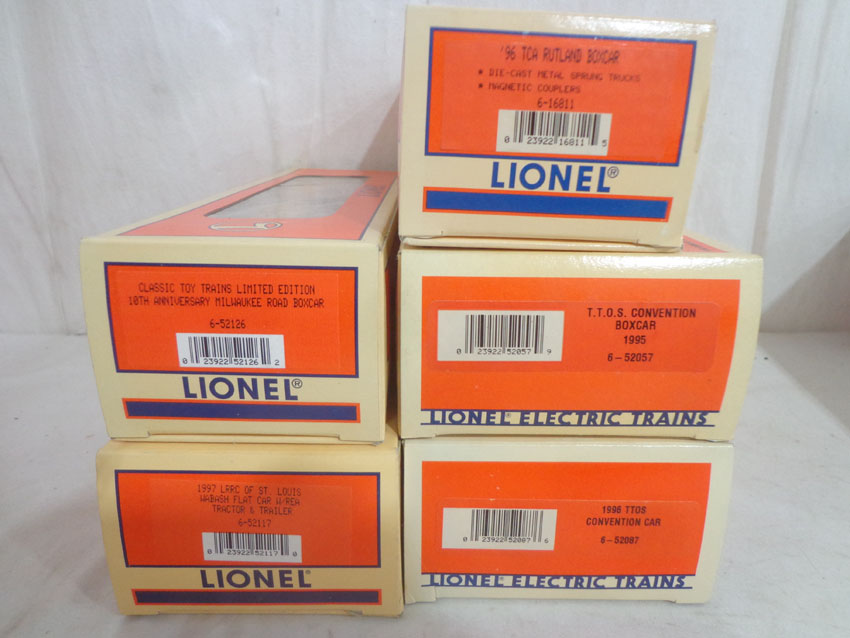 '96 TCA RUTLAND BOXCAR
* DIE-CAST METAL SPRUNG TRUCKS
* MAGNETIC COUPLERS
6-16811
0 23922 16811 5
LIONEL®
CLASSIC TOY TRAINS LIMITED EDITION
10TH ANNIVERSARY MILWAUKEE ROAD BOXCAR
6-52126
0 23922 52126 2
LIONEL®
T.T.O.S. CONVENTION
BOXCAR
1995
6-52057
0 23922 52057 9
LIONEL® ELECTRIC TRAINS
1997 LRRC OF ST. LOUIS
WABASH FLAT CAR W/REA
TRACTOR & TRAILER
6-52117
0 23922 52117 0
LIONEL®
1996 TTOS
CONVENTION CAR
6-52087
0 23922 52087 6
LIONEL® ELECTRIC TRAINS